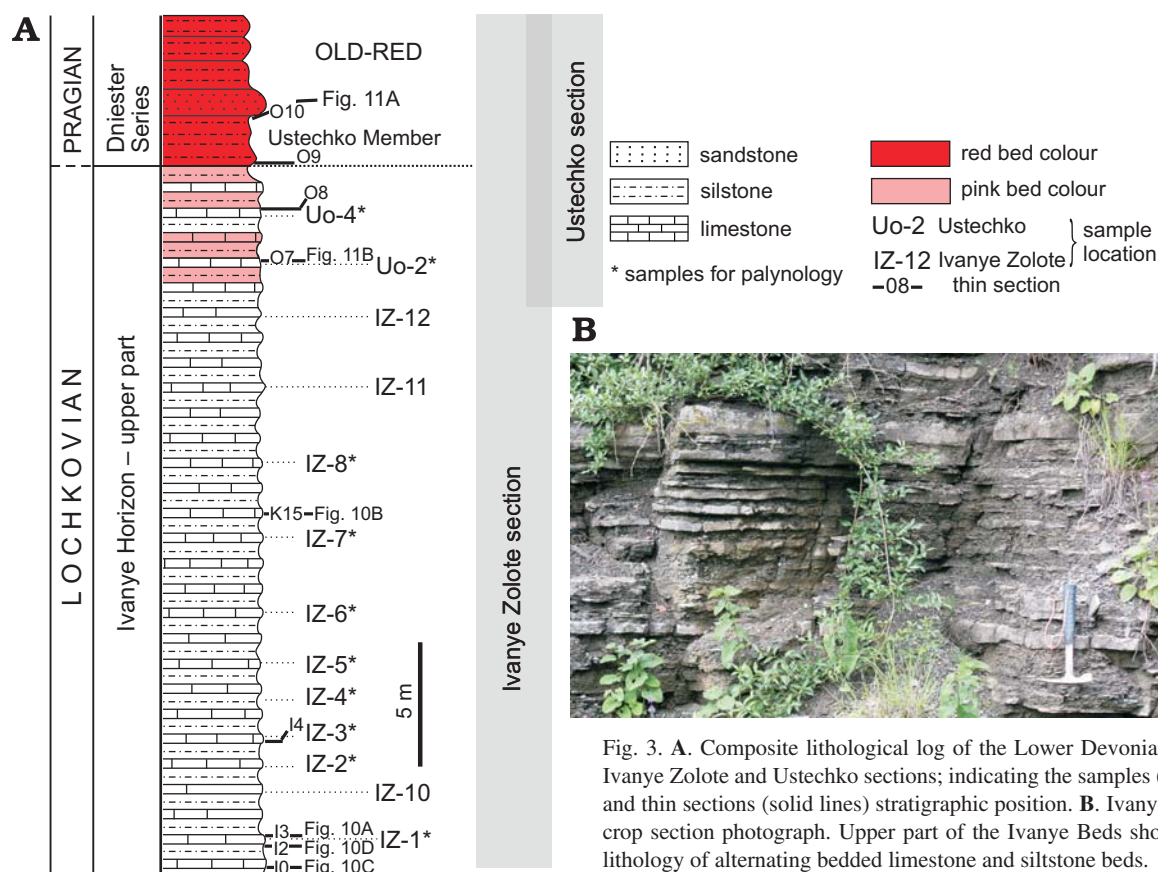 A
PRAGIAN
Dniester
Series
LOCHKOVIAN
Ivanye Horizon – upper part
OLD-RED
Fig. 11A
O10
Ustechko Member
O9
O8
Uo-4*
O7 Fig. 11B
Uo-2*
IZ-12
IZ-11
IZ-8*
K15 Fig. 10B
IZ-7*
IZ-6*
IZ-5*
IZ-4*
I4
IZ-3*
IZ-2*
IZ-10
I3 Fig. 10A
IZ-1*
I2 Fig. 10D
I0 Fig. 10C
5 m
Ustechko section
Ivanye Zolote section
sandstone
silstone
limestone
* samples for palynology
red bed colour
pink bed colour
Uo-2 Ustechko
IZ-12 Ivanye Zolote
sample
location
–08– thin section
B
Fig. 3. A. Composite lithological log of the Lower Devonia
Ivanye Zolote and Ustechko sections; indicating the samples (
and thin sections (solid lines) stratigraphic position. B. Ivany
crop section photograph. Upper part of the Ivanye Beds sho
lithology of alternating bedded limestone and siltstone beds.